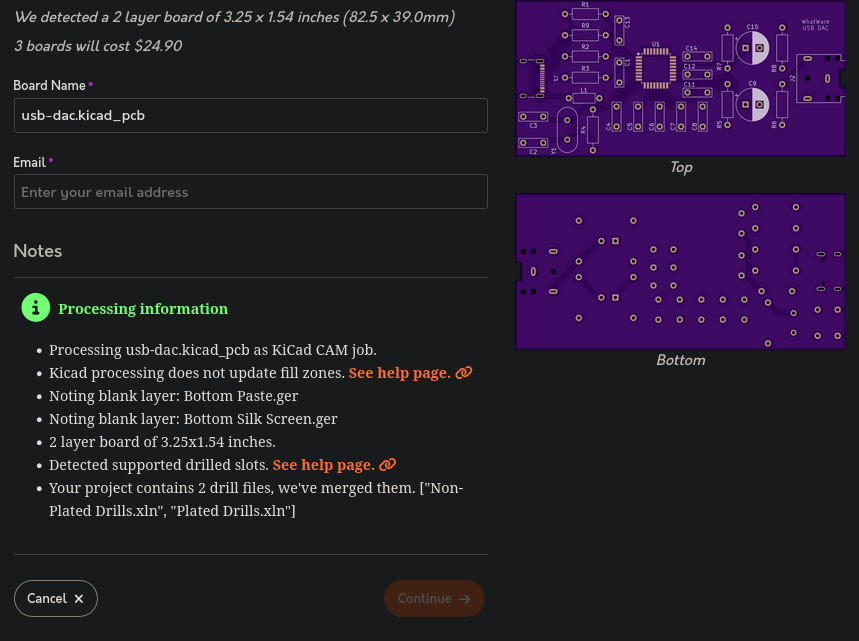 We detected a 2 layer board of 3.25 x 1.54 inches (82.5 x 39.0mm)
3 boards will cost $24.90
Board Name *
usb-dac.kicad_pcb
Email *
Enter your email address
Notes
Processing information
Processing usb-dac.kicad_pcb as KiCad CAM job.
Kicad processing does not update fill zones. See help page.
Noting blank layer: Bottom Paste.ger
Noting blank layer: Bottom Silk Screen.ger
2 layer board of 3.25x1.54 inches.
Detected supported drilled slots. See help page.
Your project contains 2 drill files, we've merged them. ["Non-
Plated Drills.xln", "Plated Drills.xln"]
Cancel
Continue
R1
C13
R9
R2
C1
R3
J1
L1
C3
C2
Y1
R4
U1
C14
C12
C11
C4
C5
C6
C7
C8
C10
R7
R8
C9
R5
R6
WhatWare
USB DAC
J2
Top
Bottom